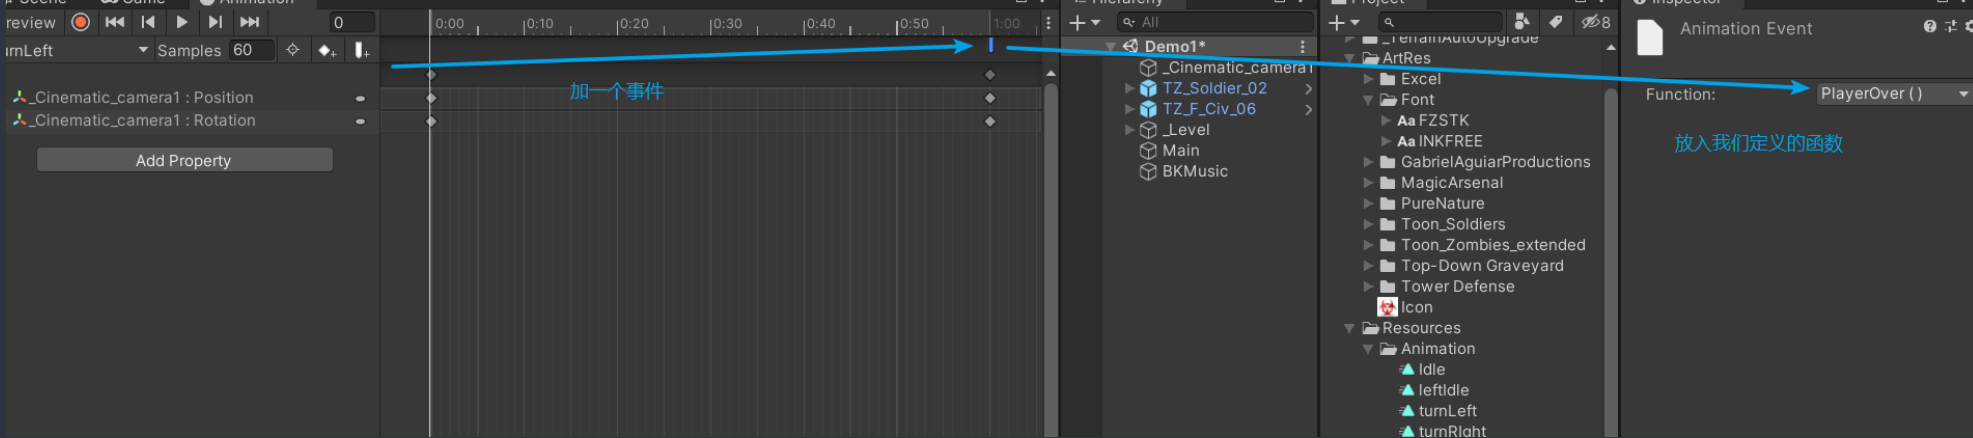 Scene
Game
Animation
review
0
0:00
0:10
0:20
0:30
0:40
0:50
1:00
urnLeft
Samples
60
加一个事件
_Cinematic_camera1 : Position
_Cinematic_camera1 : Rotation
Add Property
Hierarchy
All
Demo1*
_Cinematic_camera1
TZ_Soldier_02
TZ_F_Civ_06
_Level
Main
BKMusic
Project
8
_TerrainAutoUpgrade
ArtRes
Excel
Font
Aa FZSTK
Aa INKFREE
GabrielAguiarProductions
MagicArsenal
PureNature
Toon_Soldiers
Toon_Zombies_extended
Top-Down Graveyard
Tower Defense
Icon
Resources
Animation
Idle
leftIdle
turnLeft
turnRIght
Inspector
Animation Event
Function:
PlayerOver ( )
放入我们定义的函数